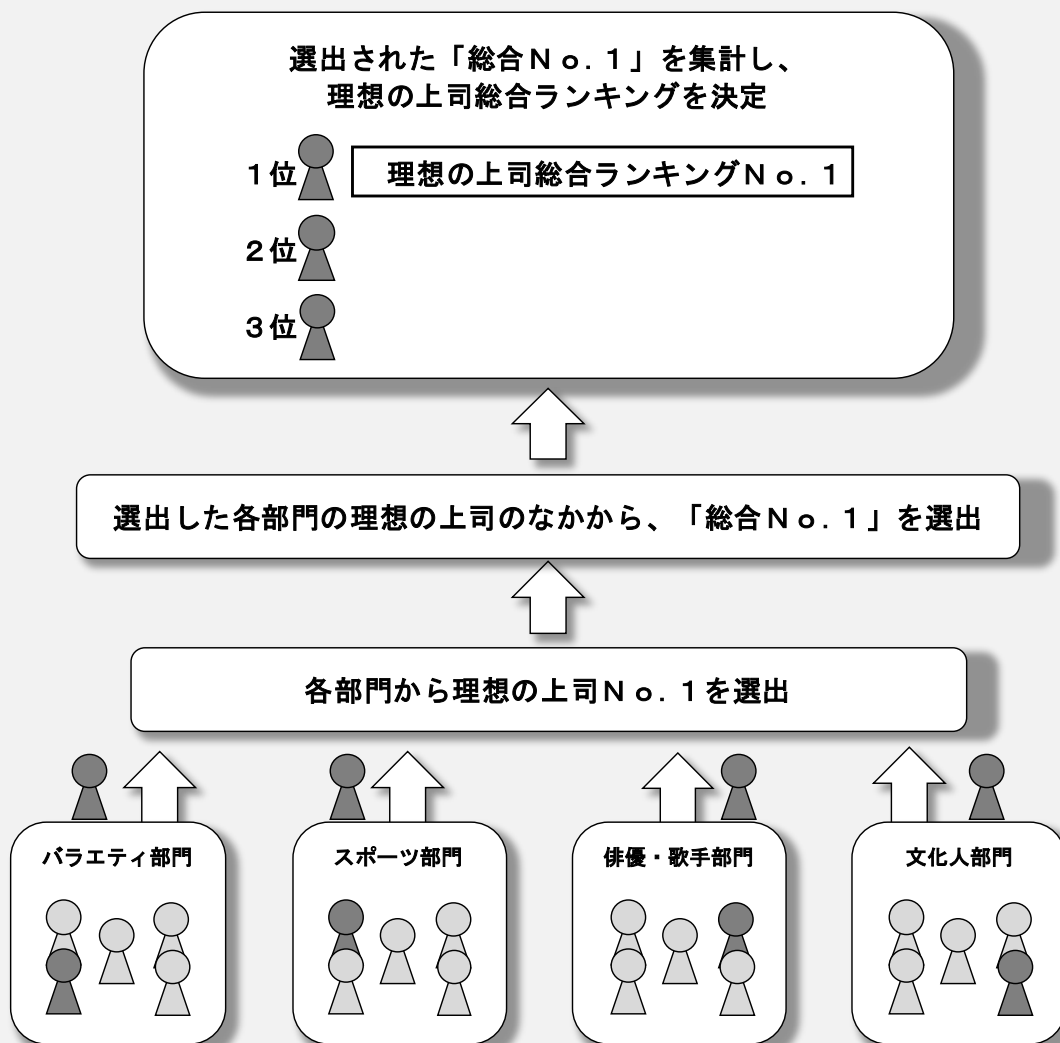 選出された「総合Ｎｏ．１」を集計し、
理想の上司総合ランキングを決定
１位
理想の上司総合ランキングＮｏ．１
２位
３位
選出した各部門の理想の上司のなかから、「総合Ｎｏ．１」を選出
各部門から理想の上司Ｎｏ．１を選出
バラエティ部門
スポーツ部門
俳優・歌手部門
文化人部門